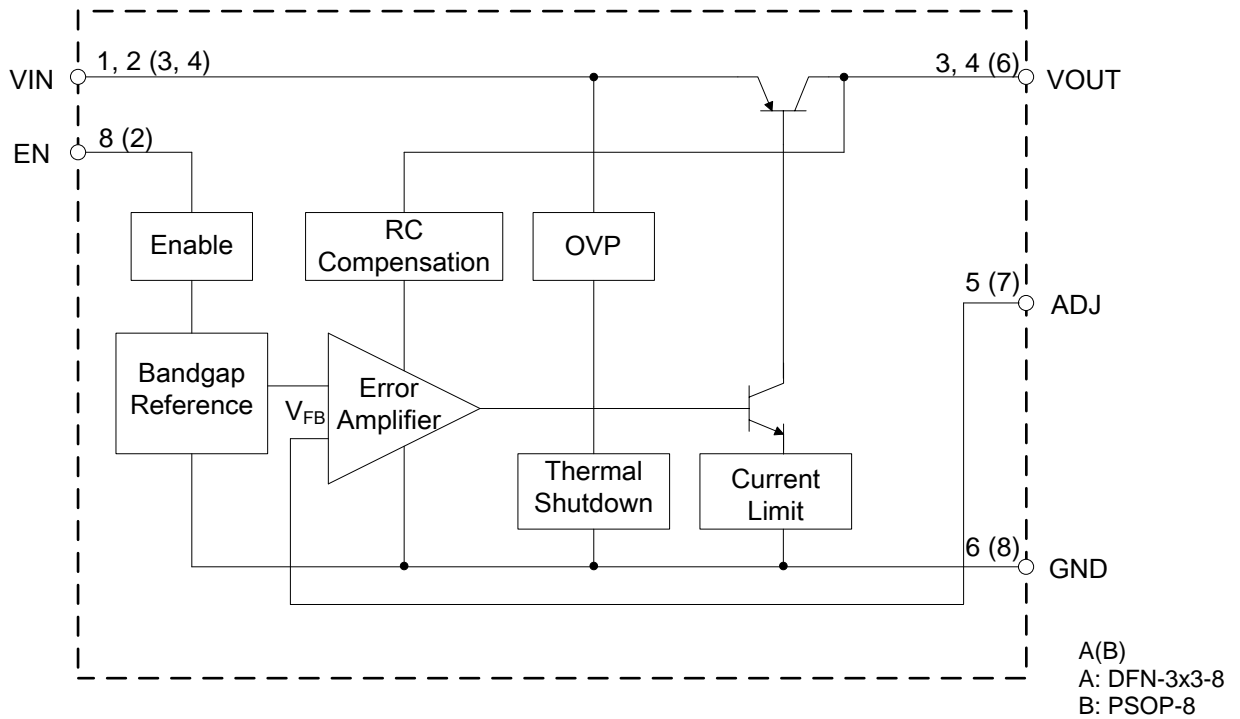 VIN
1, 2 (3, 4)
3, 4 (6)
VOUT
EN
8 (2)
Enable
RC
Compensation
OVP
5 (7)
ADJ
Bandgap
Reference
VFB
Error
Amplifier
Thermal
Shutdown
Current
Limit
6 (8)
GND
A(B)
A: DFN-3x3-8
B: PSOP-8